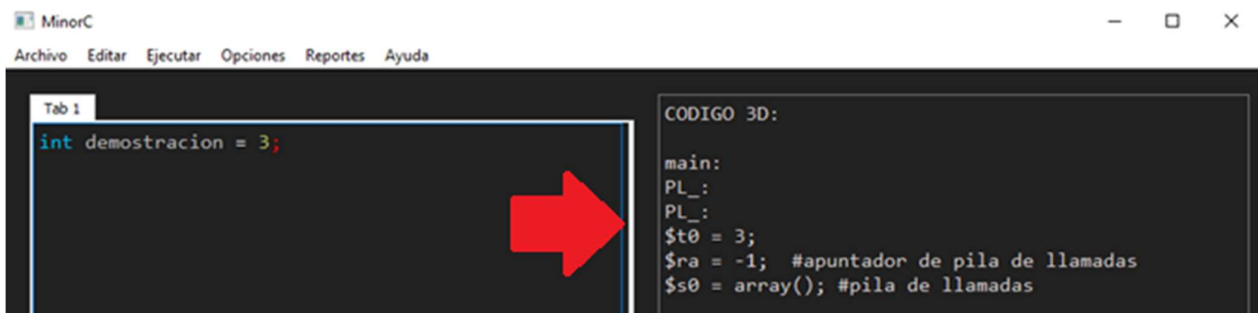 MinorC
Archivo Editar Ejecutar Opciones Reportes Ayuda
Tab 1
int demostracion = 3;
CODIGO 3D:
main:
PL_:
PL_:
$t0 = 3;
$ra = -1;  #apuntador de pila de llamadas
$s0 = array(); #pila de llamadas